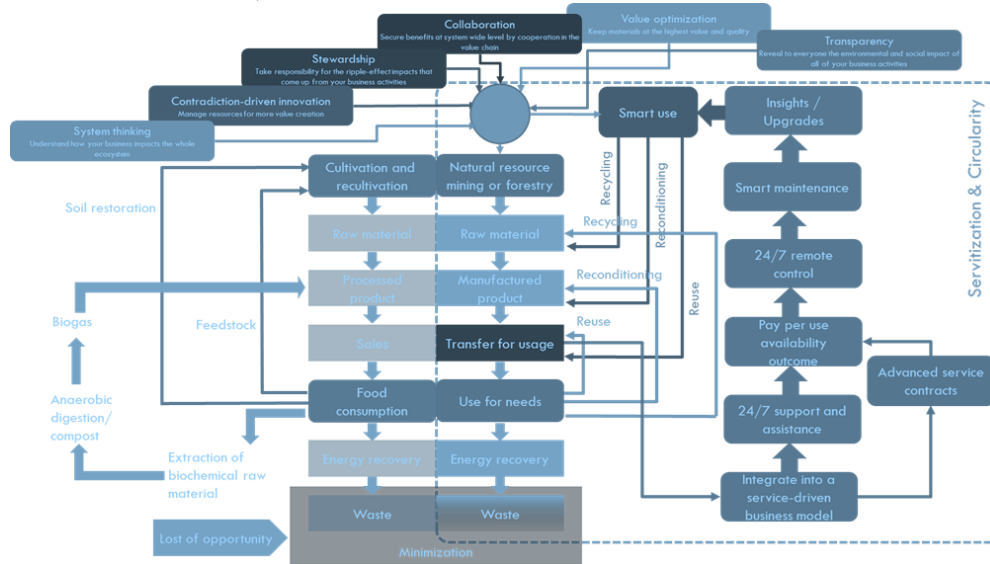 Collaboration
Secure benefits at system wide level by cooperation in the
value chain
Value optimization
Keep materials at the highest value and quality
Stewardship
Take responsibility for the ripple-effect impacts that
come up from your business activities
Transparency
Reveal to everyone the environmental and social impact of
all of your business activities
Contradiction-driven innovation
Manage resources for more value creation
System thinking
Understand how your business impacts the whole
ecosystem
Smart use
Insights /
Upgrades
Cultivation and
recultivation
Natural resource
mining or forestry
Smart maintenance
Soil restoration
Recycling
Reconditioning
Reuse
Raw material
Raw material
Recycling
24/7 remote
control
Servitization & Circularity
Processed
product
Manufactured
product
Reconditioning
Biogas
Feedstock
Sales
Transfer for usage
Reuse
Pay per use
availability
outcome
Advanced service
contracts
Anaerobic
digestion/
compost
Food
consumption
Use for needs
24/7 support and
assistance
Extraction of
biochemical raw
material
Energy recovery
Energy recovery
Integrate into a
service-driven
business model
Waste
Waste
Lost of opportunity
Minimization